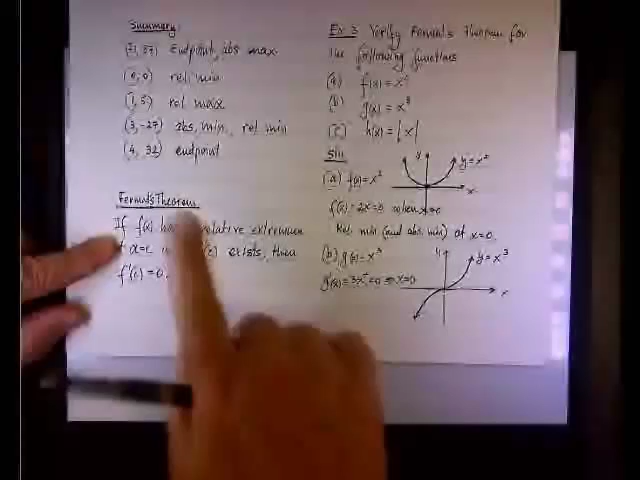 Summary
(-1, 37) Endpoint, abs max.
(0, 0) rel. min
(1, 5) rel max
(3, -27) abs, min, rel min
(4, 32) endpoint
Fermat's Theorem
If f(x) has relative extremum
x=c exists, then
f'(c) = 0.
Ex 3 Verify Fermat's Theorem for
the following functions
(a) f(x) = x²
(b) g(x) = x³
(c) h(x) = |x|
Sln
(a) f(x) = x²
y
y = x²
x
f'(x) = 2x = 0 when x=0
Rel. min (and abs. min) at x=0.
(b) g(x) = x³
y
y = x³
g'(x) = 3x² = 0 x=0
x